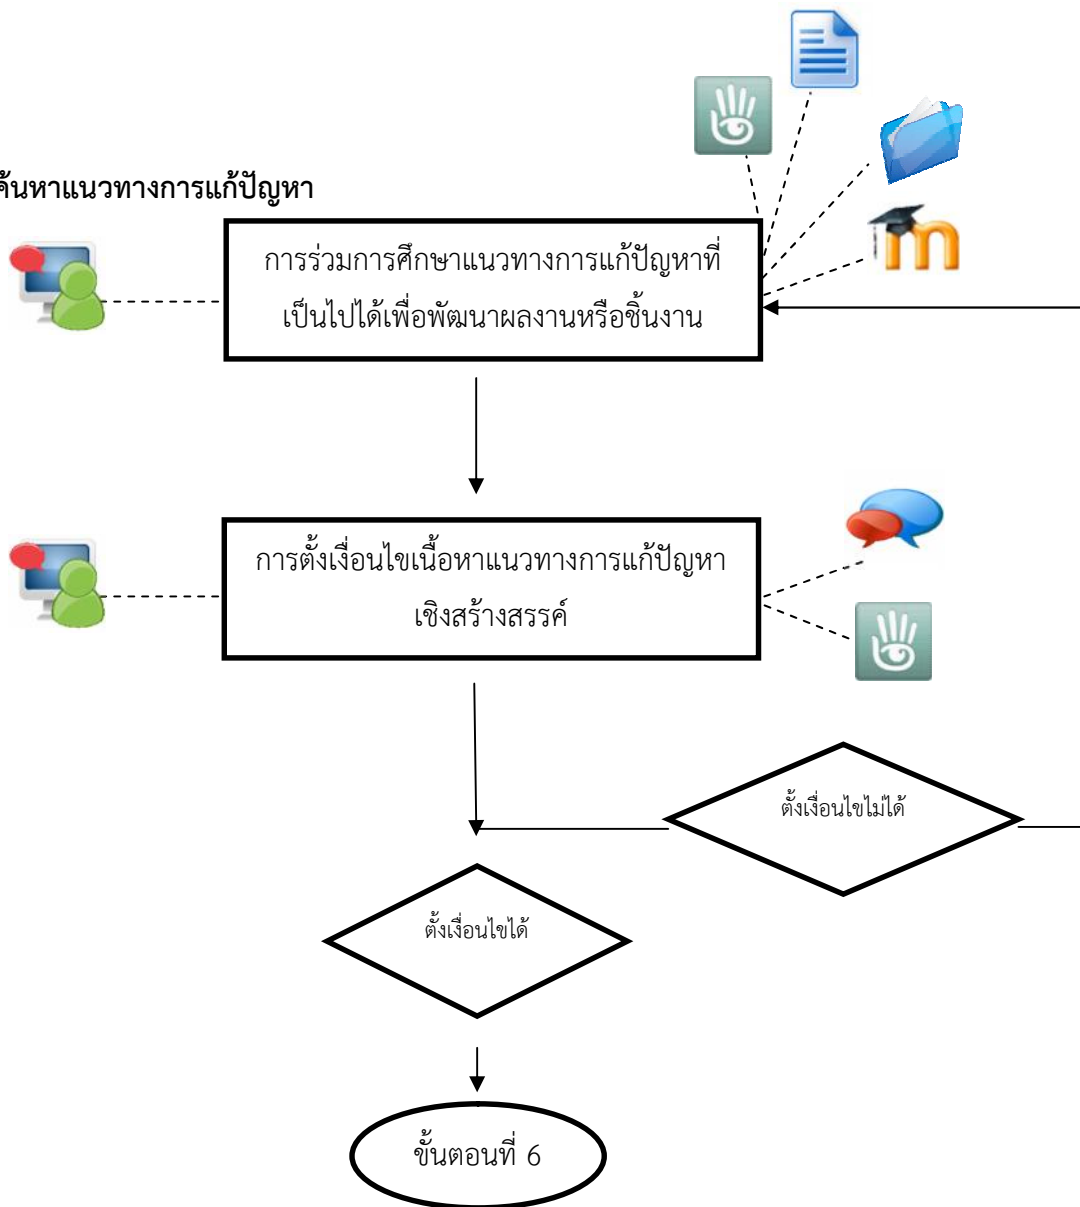 ค้นหาแนวทางการแก้ปัญหา
การร่วมการศึกษาแนวทางการแก้ปัญหาที่
เป็นไปได้เพื่อพัฒนาผลงานหรือชิ้นงาน
การตั้งเงื่อนไขเนื้อหาแนวทางการแก้ปัญหา
เชิงสร้างสรรค์
ตั้งเงื่อนไขไม่ได้
ตั้งเงื่อนไขได้
ขั้นตอนที่ 6